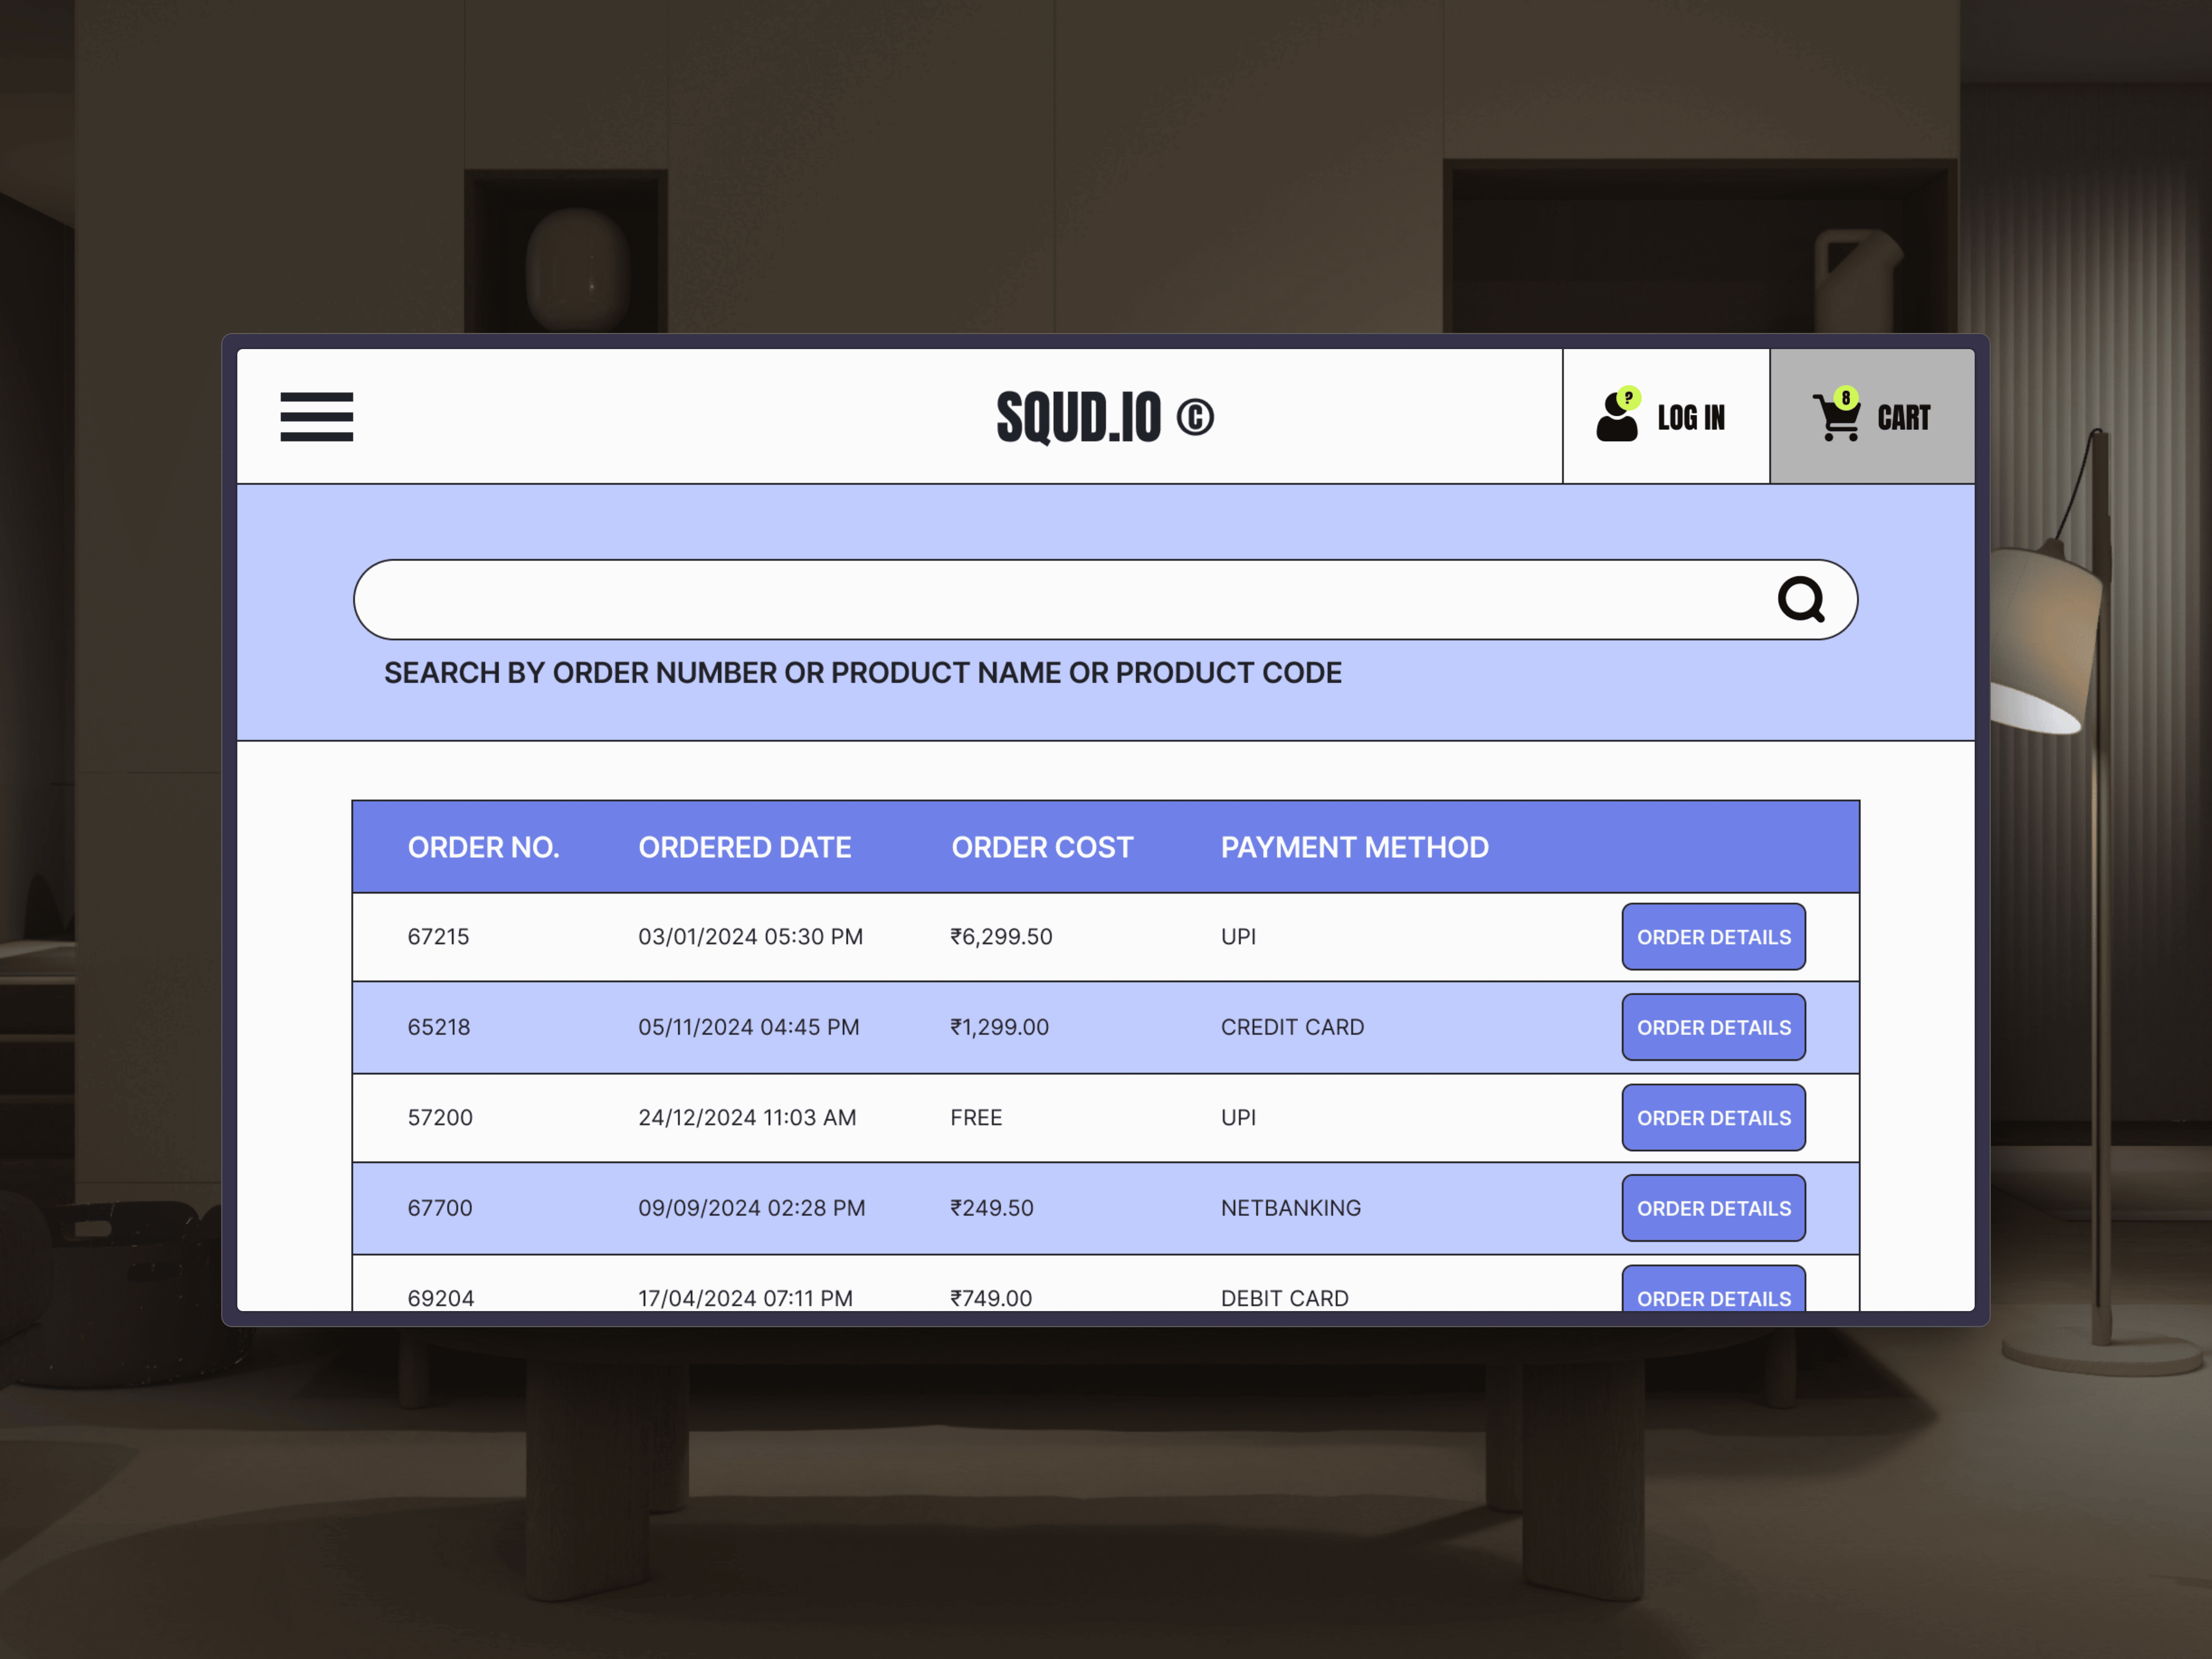 SQUD.IO ©
? LOG IN
8 CART
SEARCH BY ORDER NUMBER OR PRODUCT NAME OR PRODUCT CODE
ORDER NO. ORDERED DATE ORDER COST PAYMENT METHOD
67215 03/01/2024 05:30 PM ₹6,299.50 UPI ORDER DETAILS
65218 05/11/2024 04:45 PM ₹1,299.00 CREDIT CARD ORDER DETAILS
57200 24/12/2024 11:03 AM FREE UPI ORDER DETAILS
67700 09/09/2024 02:28 PM ₹249.50 NETBANKING ORDER DETAILS
69204 17/04/2024 07:11 PM ₹749.00 DEBIT CARD ORDER DETAILS